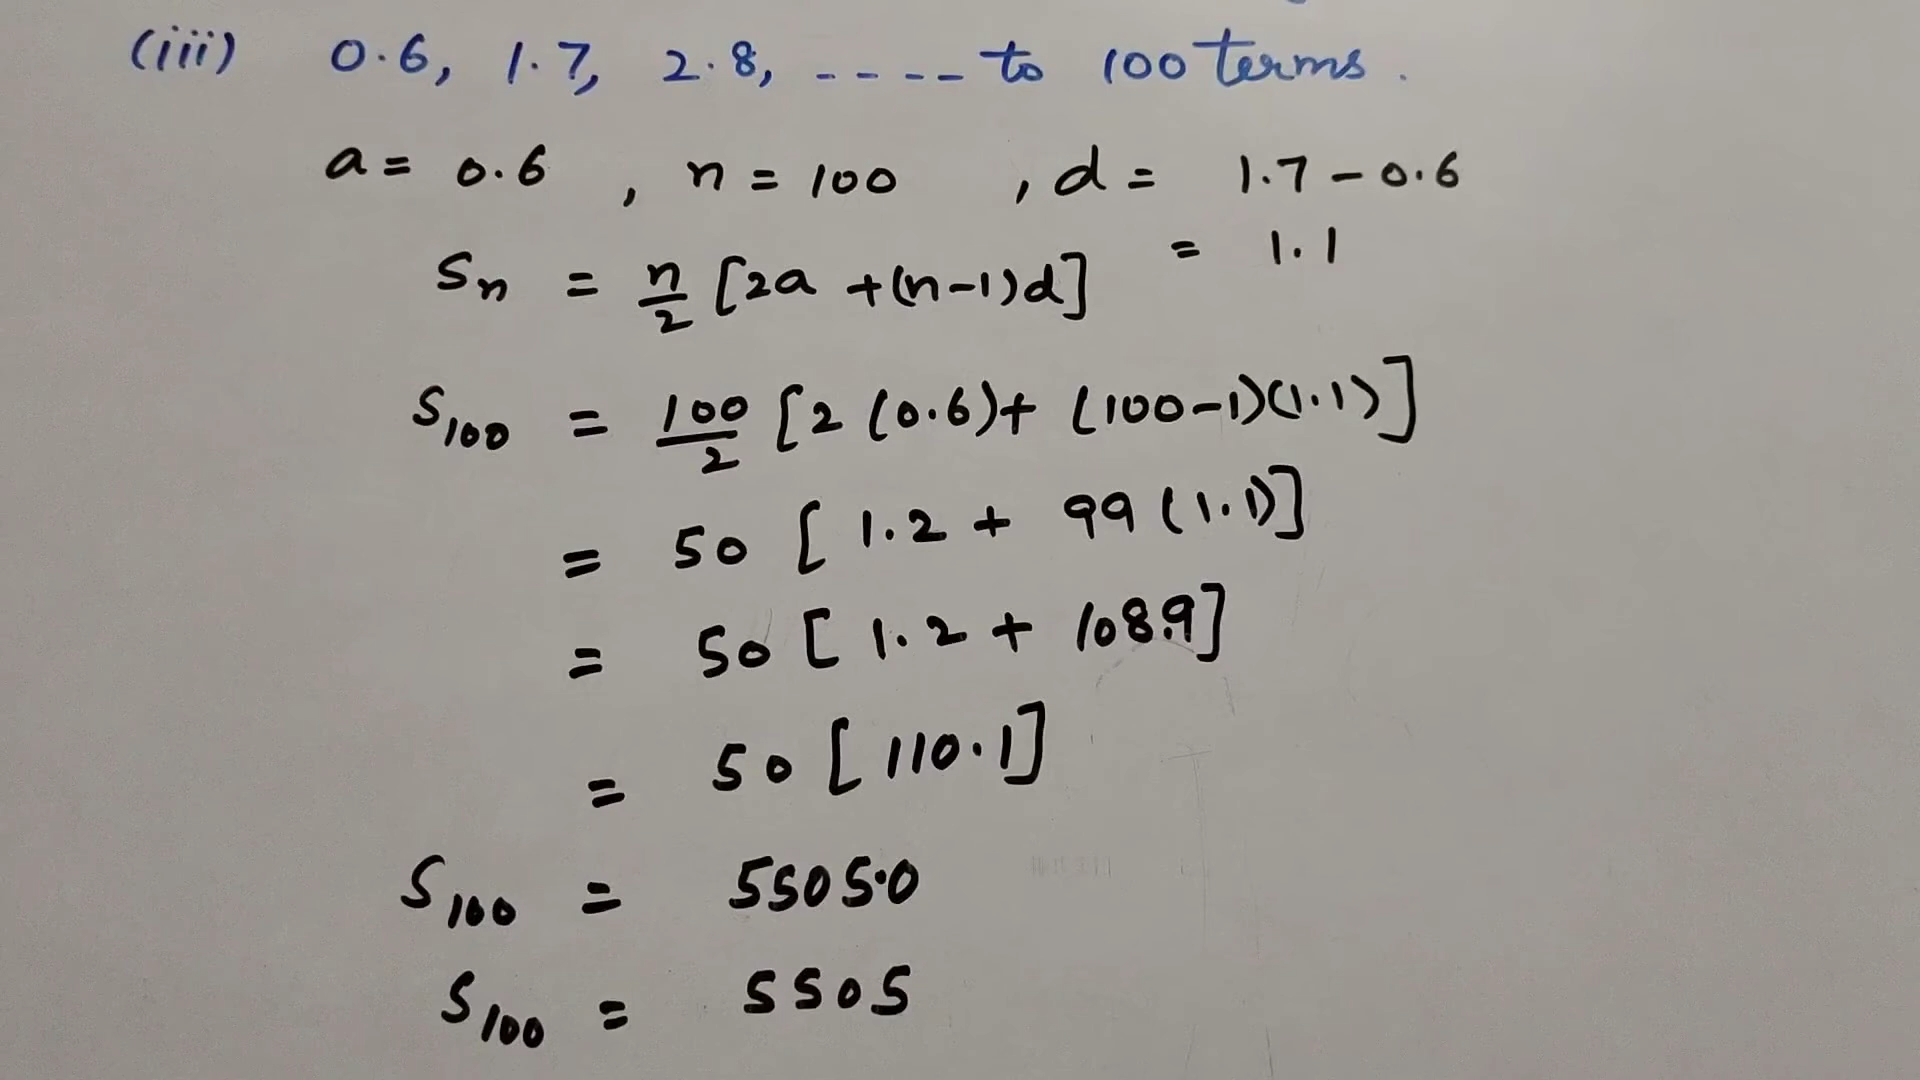 (iii) 0.6, 1.7, 2.8, ---- to 100 terms.
a = 0.6 , n = 100 , d = 1.7 - 0.6
= 1.1
Sn = n/2 [2a + (n-1)d]
S100 = 100/2 [2(0.6) + (100-1)(1.1)]
= 50 [1.2 + 99(1.1)]
= 50 [1.2 + 108.9]
= 50 [110.1]
S100 = 5505.0
S100 = 5505